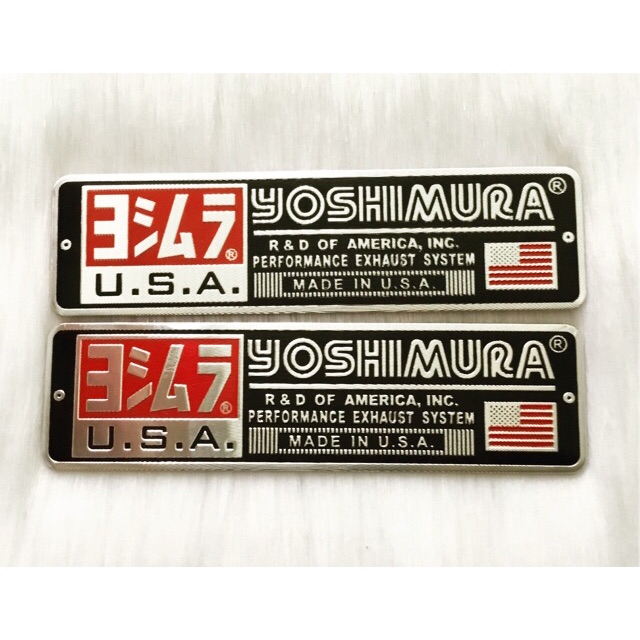 ヨシムラ®
U.S.A.
YOSHIMURA®
R & D OF AMERICA, INC.
PERFORMANCE EXHAUST SYSTEM
MADE IN U.S.A.
ヨシムラ®
U.S.A.
YOSHIMURA®
R & D OF AMERICA, INC.
PERFORMANCE EXHAUST SYSTEM
MADE IN U.S.A.